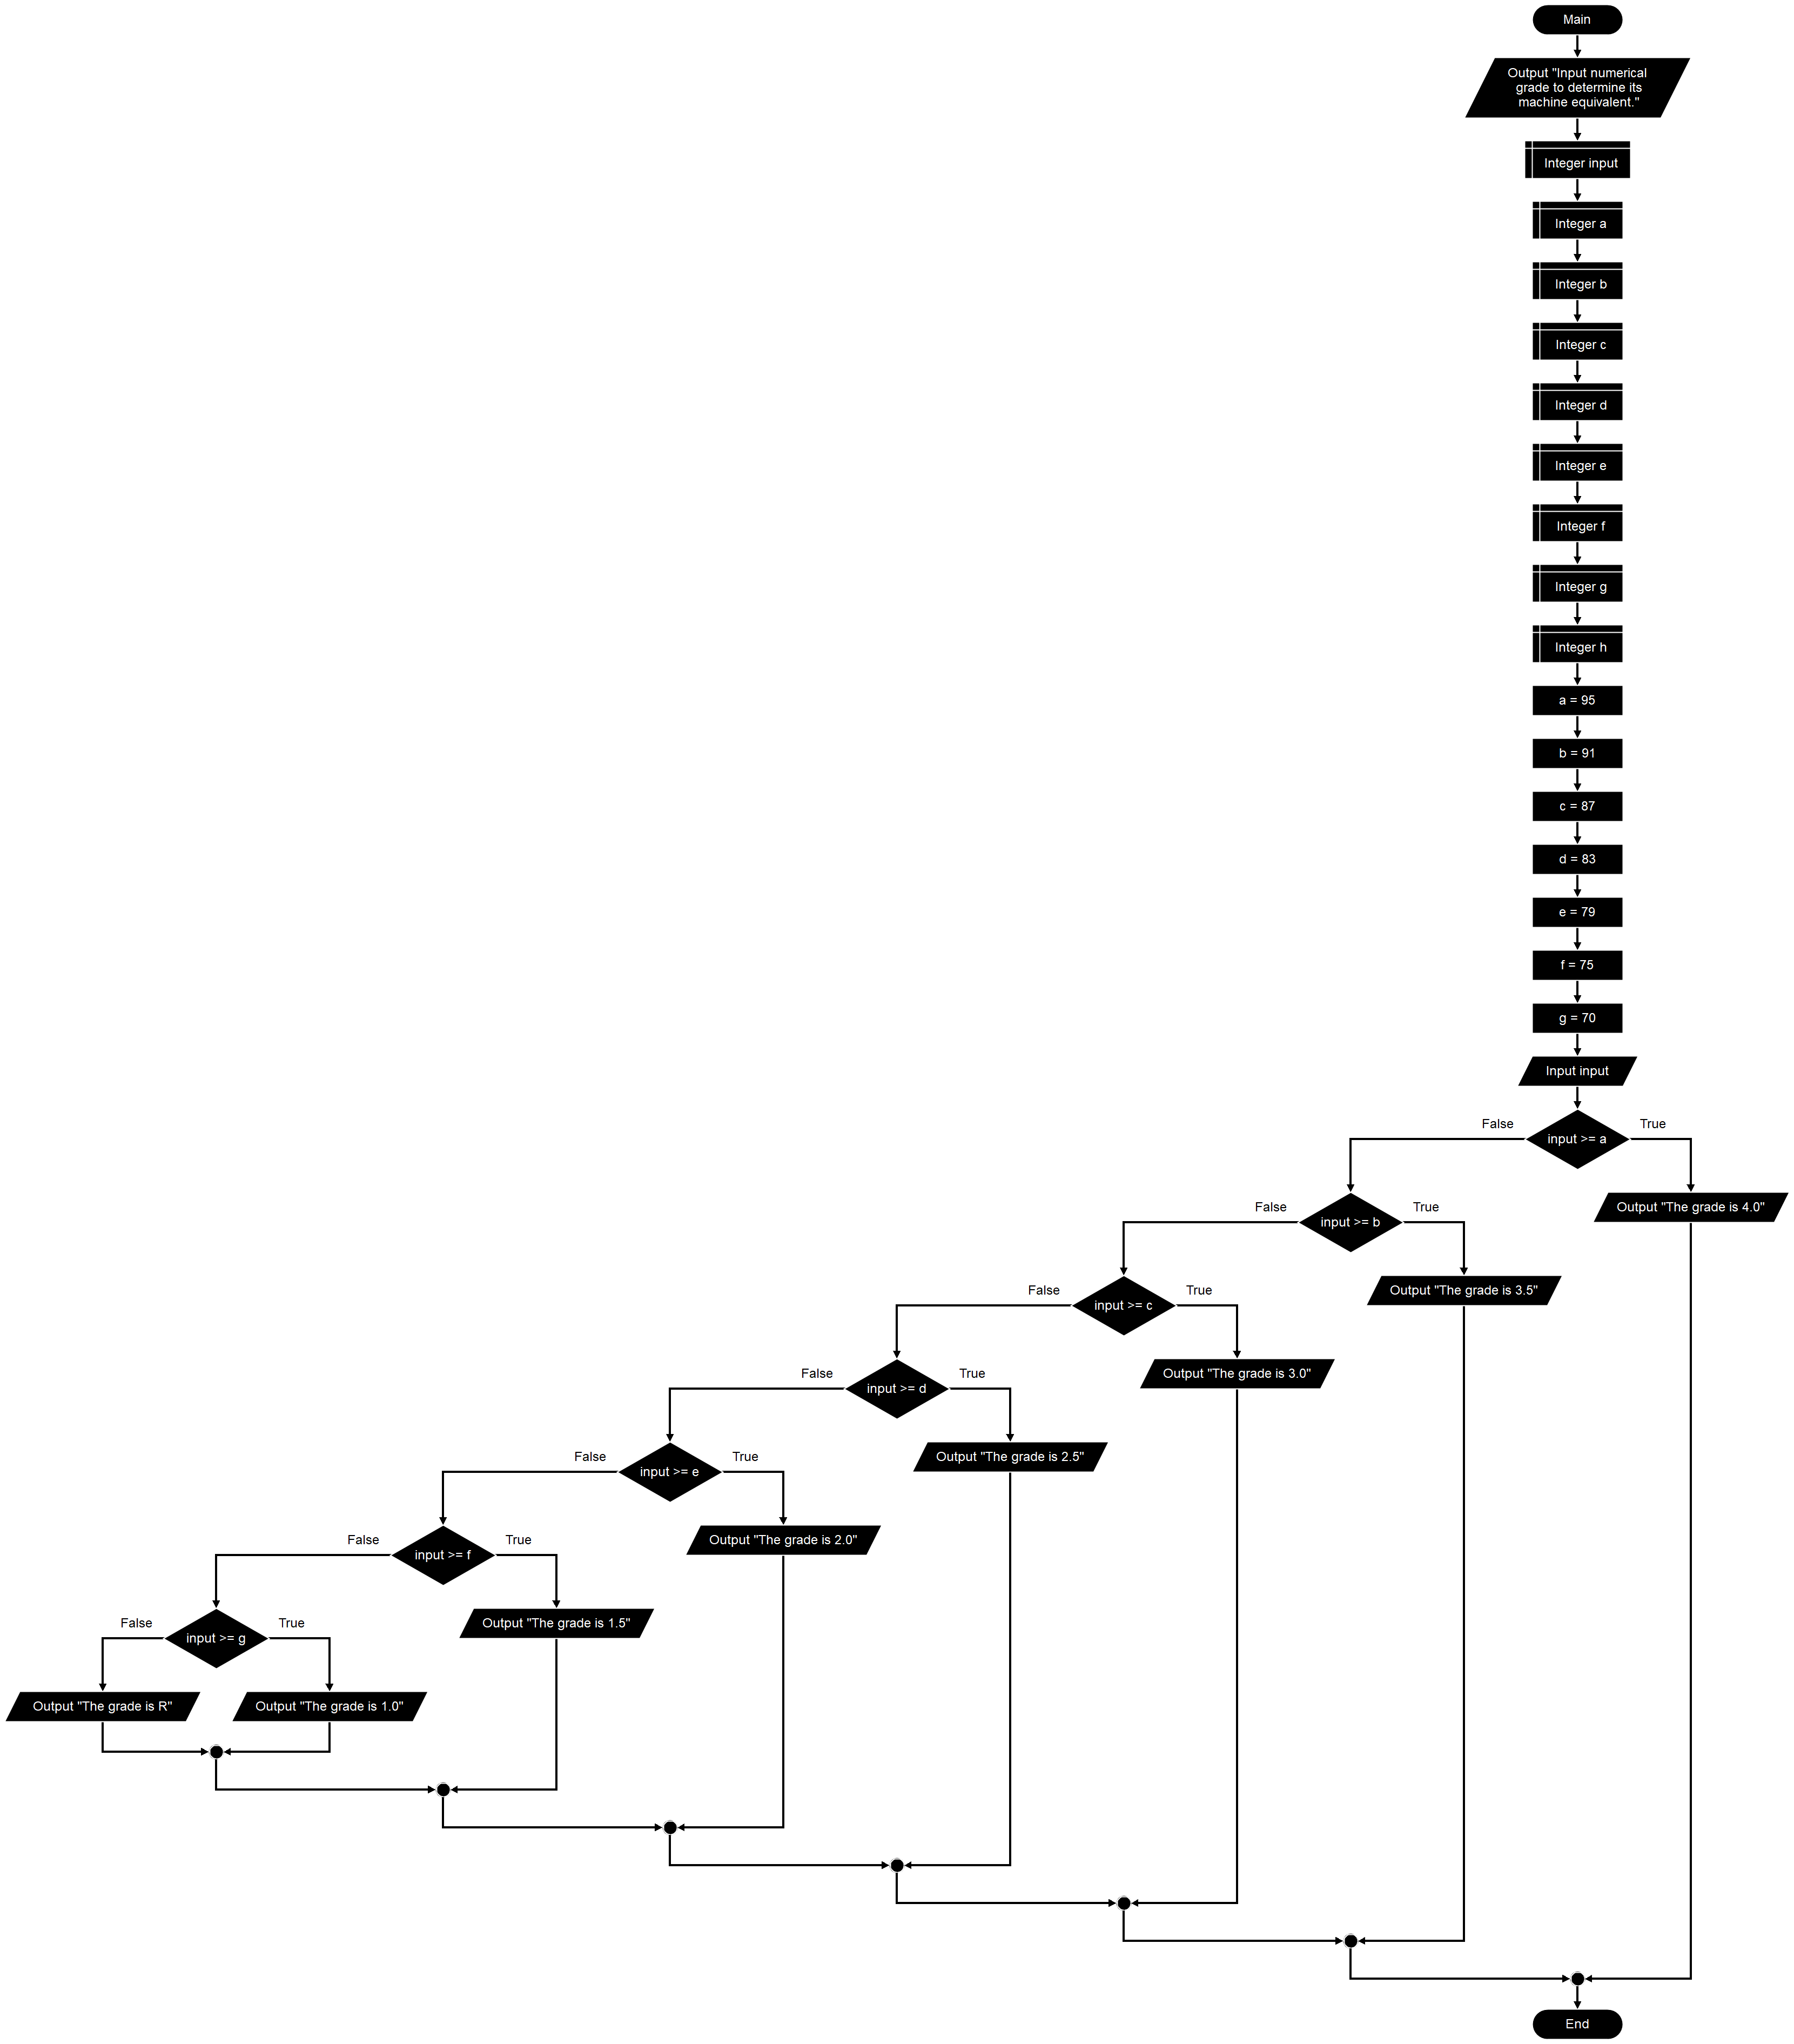 Main
Output "Input numerical
grade to determine its
machine equivalent."
Integer input
Integer a
Integer b
Integer c
Integer d
Integer e
Integer f
Integer g
Integer h
a = 95
b = 91
c = 87
d = 83
e = 79
f = 75
g = 70
Input input
False
input >= a
True
Output "The grade is 4.0"
False
input >= b
True
Output "The grade is 3.5"
False
input >= c
True
Output "The grade is 3.0"
False
input >= d
True
Output "The grade is 2.5"
False
input >= e
True
Output "The grade is 2.0"
False
input >= f
True
Output "The grade is 1.5"
False
input >= g
True
Output "The grade is R"
Output "The grade is 1.0"
End